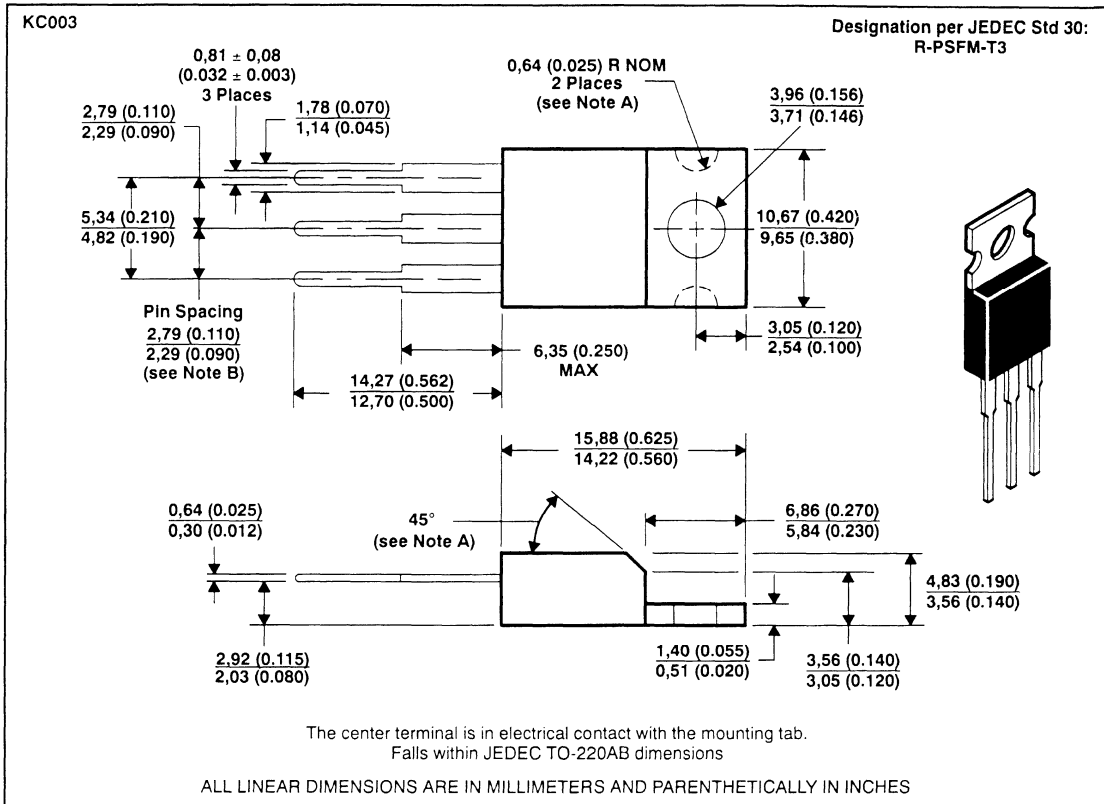 KC003
Designation per JEDEC Std 30:
R-PSFM-T3
0,81 ± 0,08
(0.032 ± 0.003)
3 Places
0,64 (0.025) R NOM
2 Places
(see Note A)
3,96 (0.156)
3,71 (0.146)
2,79 (0.110)
2,29 (0.090)
1,78 (0.070)
1,14 (0.045)
5,34 (0.210)
4,82 (0.190)
10,67 (0.420)
9,65 (0.380)
Pin Spacing
2,79 (0.110)
2,29 (0.090)
(see Note B)
6,35 (0.250)
MAX
3,05 (0.120)
2,54 (0.100)
14,27 (0.562)
12,70 (0.500)
15,88 (0.625)
14,22 (0.560)
0,64 (0.025)
0,30 (0.012)
45°
(see Note A)
6,86 (0.270)
5,84 (0.230)
4,83 (0.190)
3,56 (0.140)
2,92 (0.115)
2,03 (0.080)
1,40 (0.055)
0,51 (0.020)
3,56 (0.140)
3,05 (0.120)
The center terminal is in electrical contact with the mounting tab.
Falls within JEDEC TO-220AB dimensions
ALL LINEAR DIMENSIONS ARE IN MILLIMETERS AND PARENTHETICALLY IN INCHES